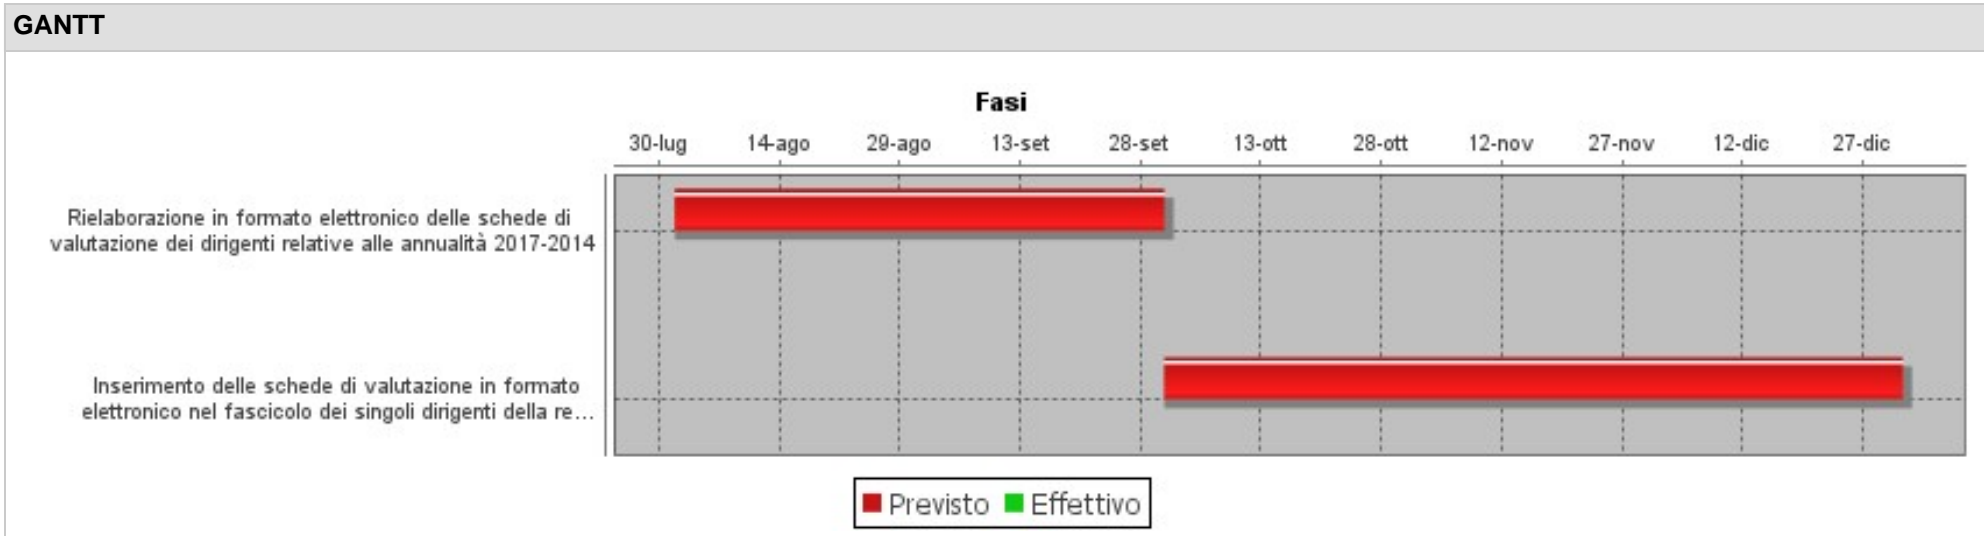 GANTT
Fasi
30-lug 14-ago 29-ago 13-set 28-set 13-ott 28-ott 12-nov 27-nov 12-dic 27-dic
Rielaborazione in formato elettronico delle schede di
valutazione dei dirigenti relative alle annualità 2017-2014
Inserimento delle schede di valutazione in formato
elettronico nel fascicolo dei singoli dirigenti della re...
Previsto Effettivo